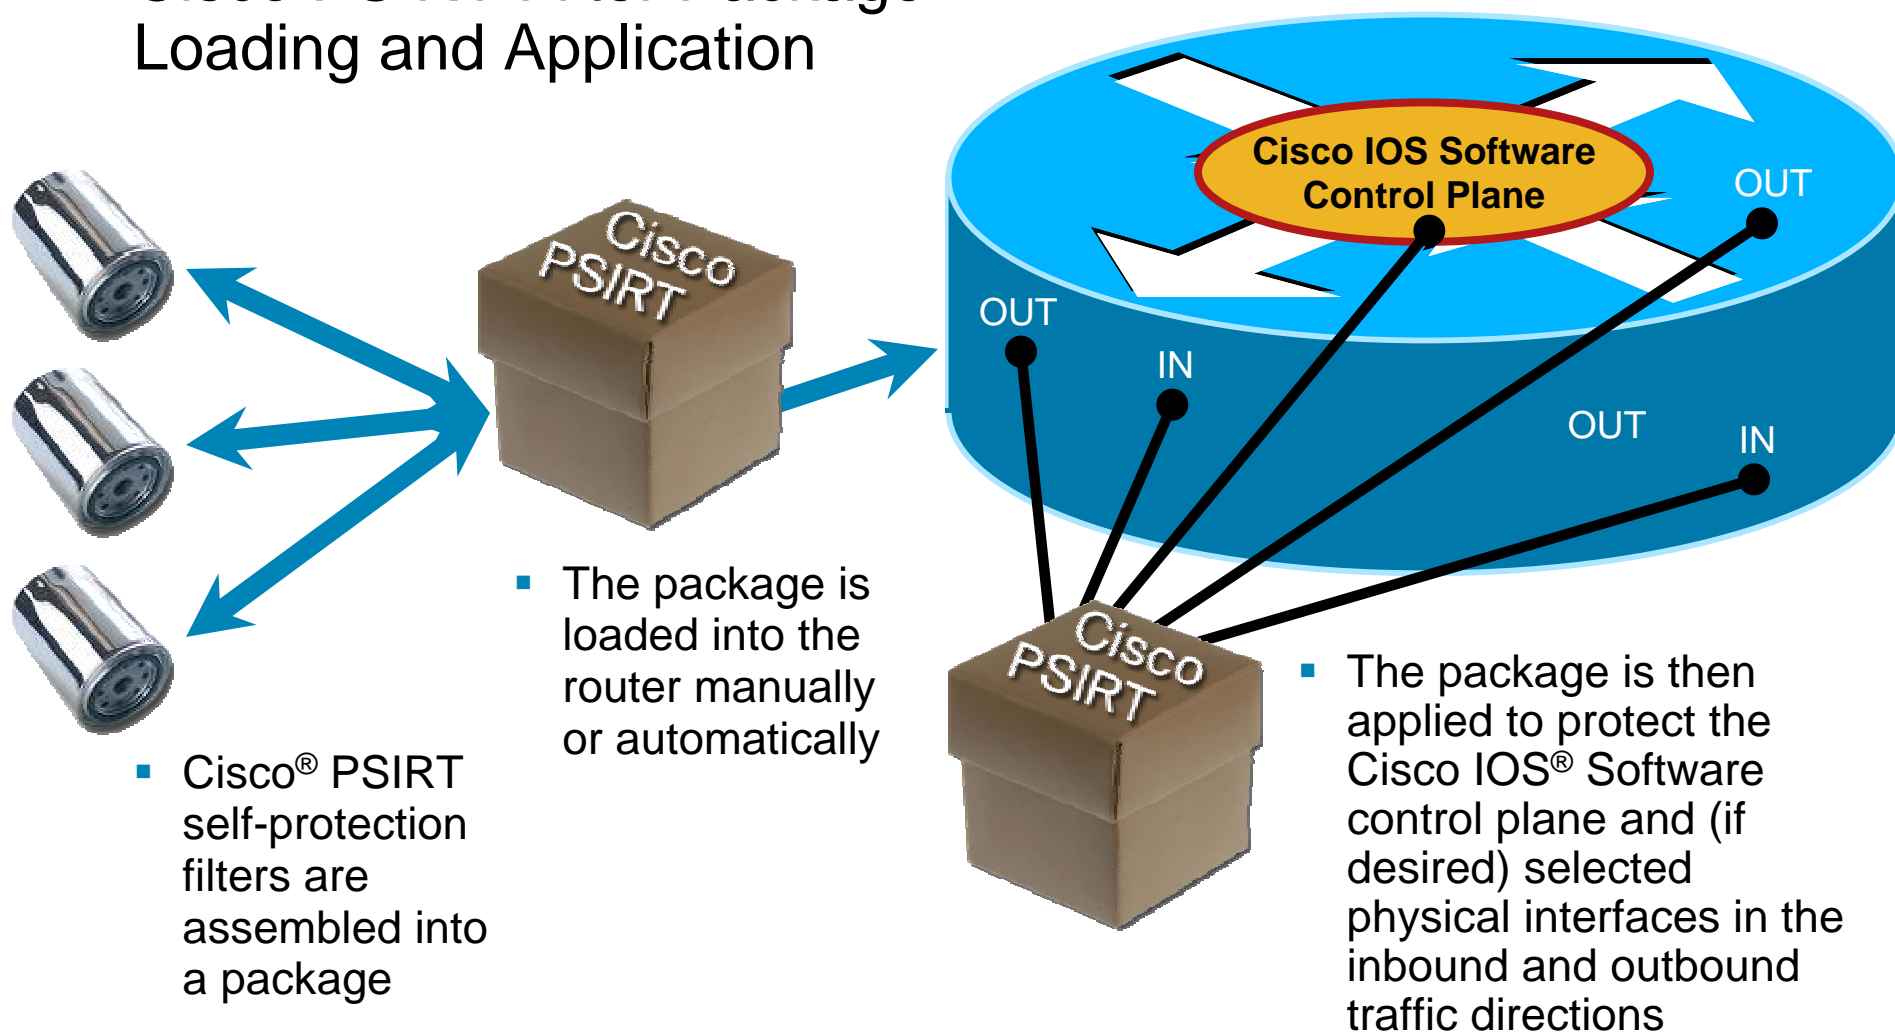 Loading and Application
Cisco IOS Software
Control Plane
OUT
OUT
IN
OUT
IN
Cisco
PSIRT
Cisco
PSIRT
▪ The package is
loaded into the
router manually
or automatically
▪ Cisco® PSIRT
self-protection
filters are
assembled into
a package
▪ The package is then
applied to protect the
Cisco IOS® Software
control plane and (if
desired) selected
physical interfaces in the
inbound and outbound
traffic directions